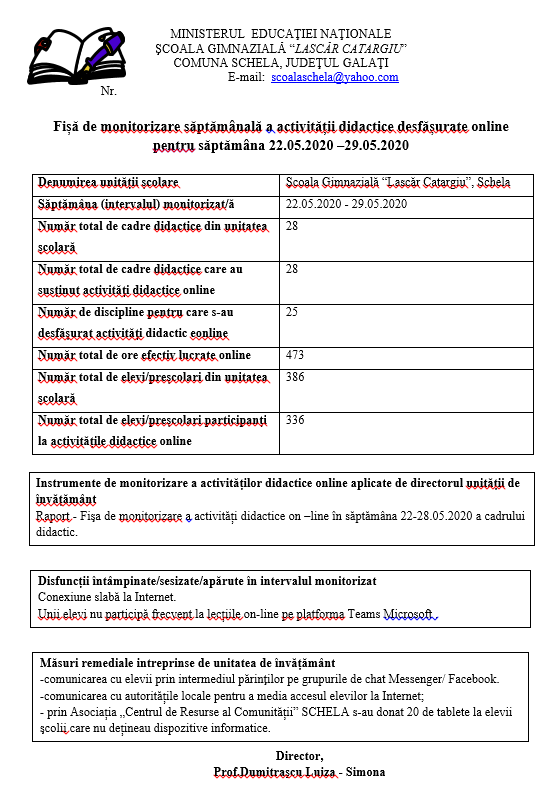 MINISTERUL EDUCAŢIEI NAŢIONALE
ŞCOALA GIMNAZIALĂ “LASCĂR CATARGIU”
COMUNA SCHELA, JUDEŢUL GALAŢI
E-mail: scoalaschela@yahoo.com
Nr.
Fișă de monitorizare săptămânală a activității didactice desfășurate online
pentru săptămâna 22.05.2020 –29.05.2020
Denumirea unității școlare Școala Gimnazială “Lascăr Catargiu”, Schela
Săptămâna (intervalul) monitorizat/ă 22.05.2020 - 29.05.2020
Număr total de cadre didactice din unitatea 28
școlară
Număr total de cadre didactice care au 28
susținut activități didactice online
Număr de discipline pentru care s-au 25
desfășurat activități didactic eonline
Număr total de ore efectiv lucrate online 473
Număr total de elevi/preșcolari din unitatea 386
școlară
Număr total de elevi/preșcolari participanți 336
la activitățile didactice online
Instrumente de monitorizare a activităților didactice online aplicate de directorul unității de
învățământ
Raport - Fișa de monitorizare a activități didactice on –line în săptămâna 22-28.05.2020 a cadrului
didactic.
Disfuncții întâmpinate/sesizate/apărute în intervalul monitorizat
Conexiune slabă la Internet.
Unii elevi nu participă frecvent la lecțiile on-line pe platforma Teams Microsoft .
Măsuri remediale întreprinse de unitatea de învățământ
-comunicarea cu elevii prin intermediul părinților pe grupurile de chat Messenger/ Facebook.
-comunicarea cu autoritățile locale pentru a media accesul elevilor la Internet;
- prin Asociația „Centrul de Resurse al Comunității” SCHELA s-au donat 20 de tablete la elevii
școlii,care nu dețineau dispozitive informatice.
Director,
Prof.Dumitrașcu Luiza - Simona